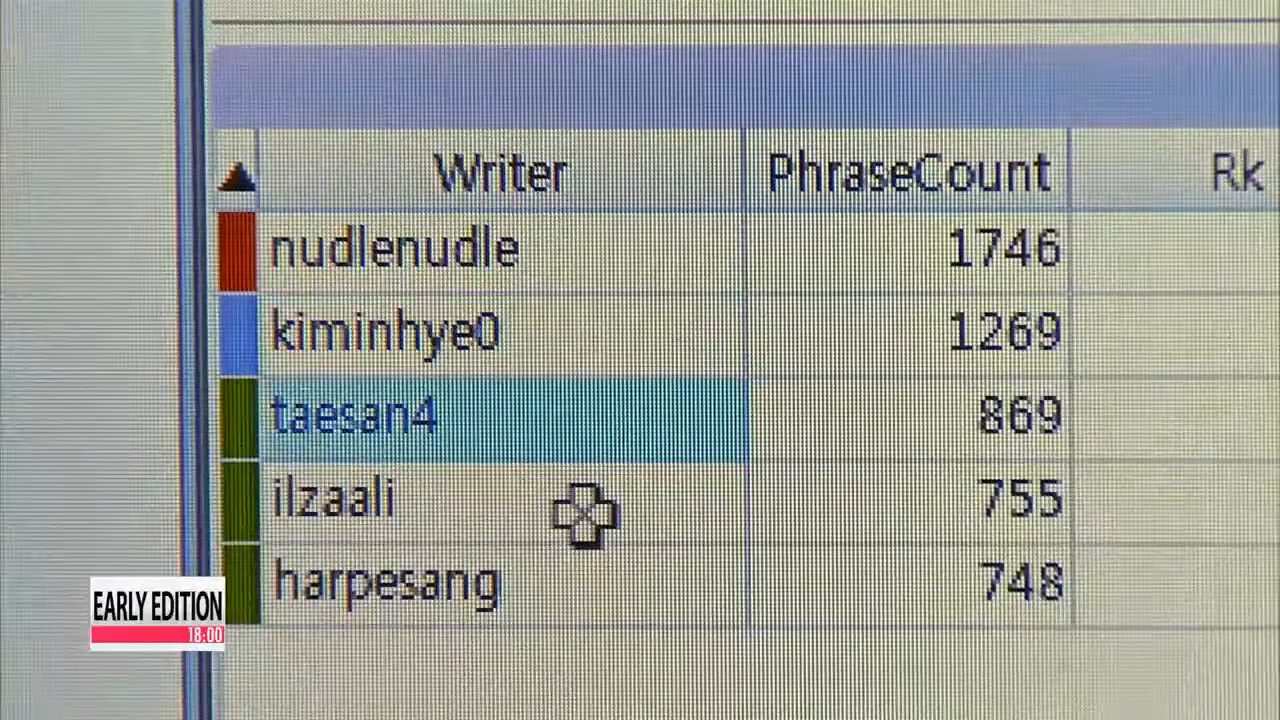 Writer PhraseCount Rk
nudlenudle 1746
kiminhye0 1269
taesan4 869
ilzaali 755
harpesang 748
EARLY EDITION
18:00